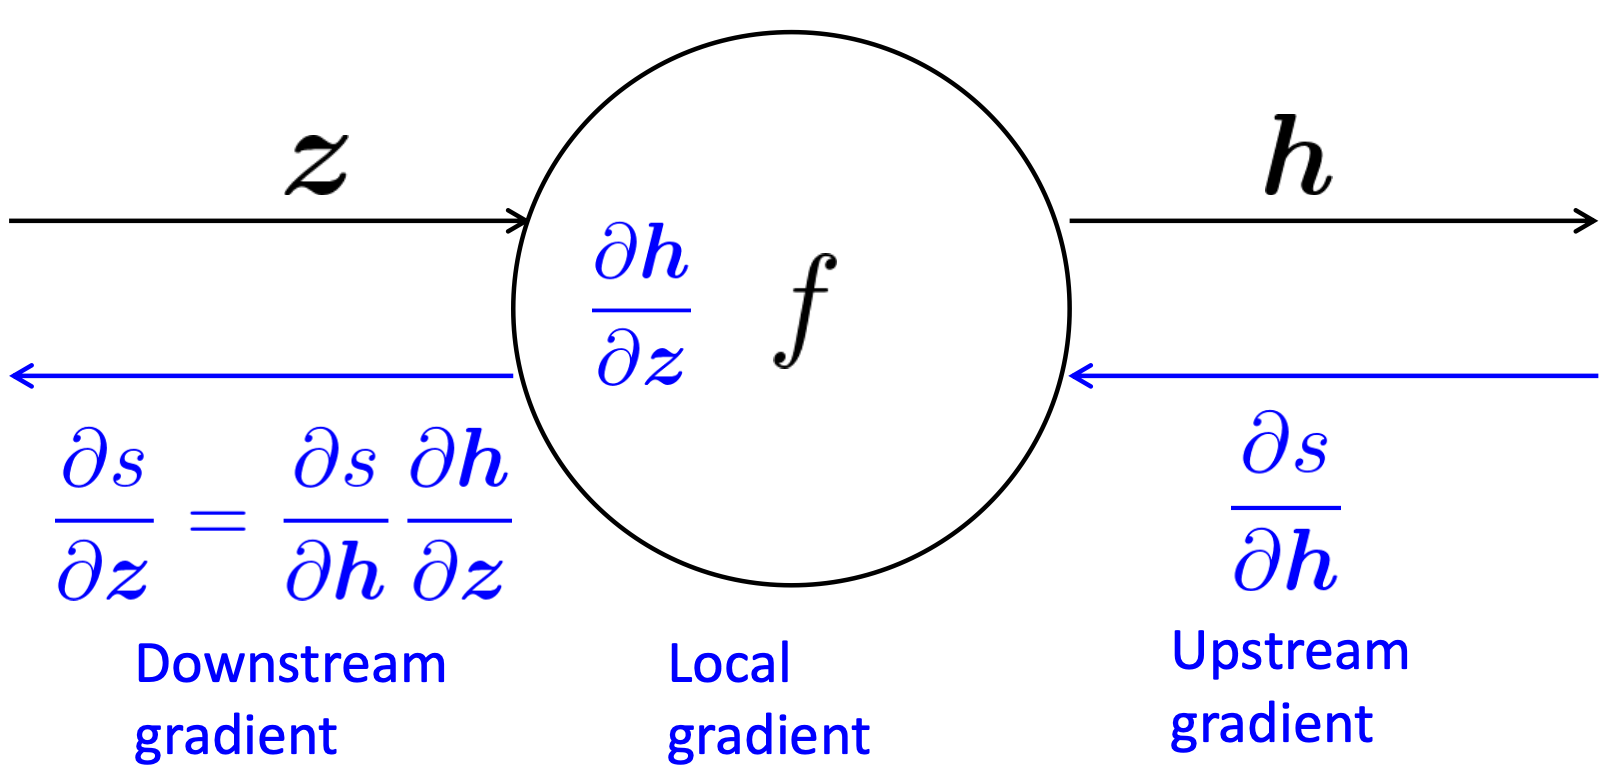 z
h
∂h/∂z
f
∂s/∂z = ∂s/∂h ∂h/∂z
∂s/∂h
Downstream
gradient
Local
gradient
Upstream
gradient